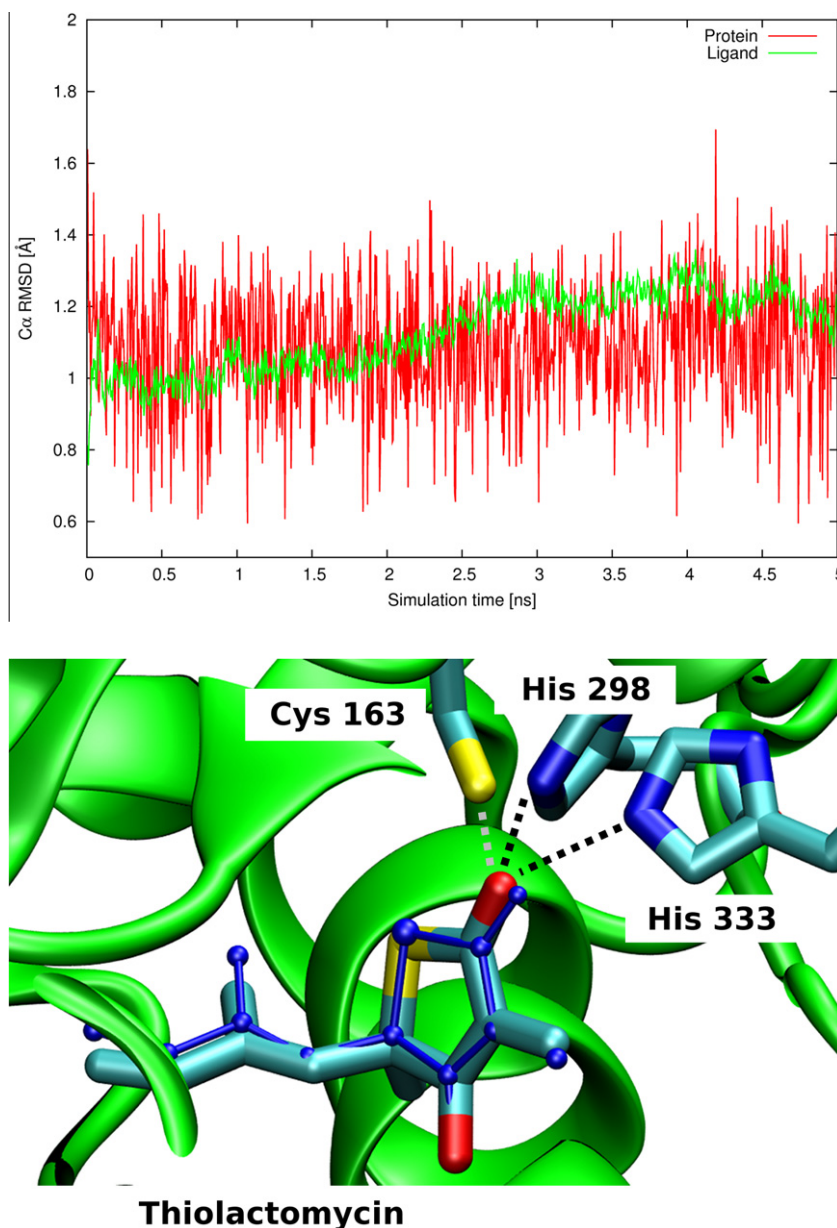 2
1.8
1.6
1.4
1.2
1
0.8
0.6
Cα RMSD [Å]
Protein
Ligand
0 0.5 1 1.5 2 2.5 3 3.5 4 4.5 5
Simulation time [ns]
Cys 163
His 298
His 333
Thiolactomycin